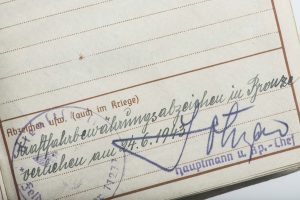 Abzeichen usw. (auch im Kriege)
Kraftfahrbewährungsabzeichen in Bronze
verliehen am 24.6.1943
Hauptmann u. Kp.-Chef